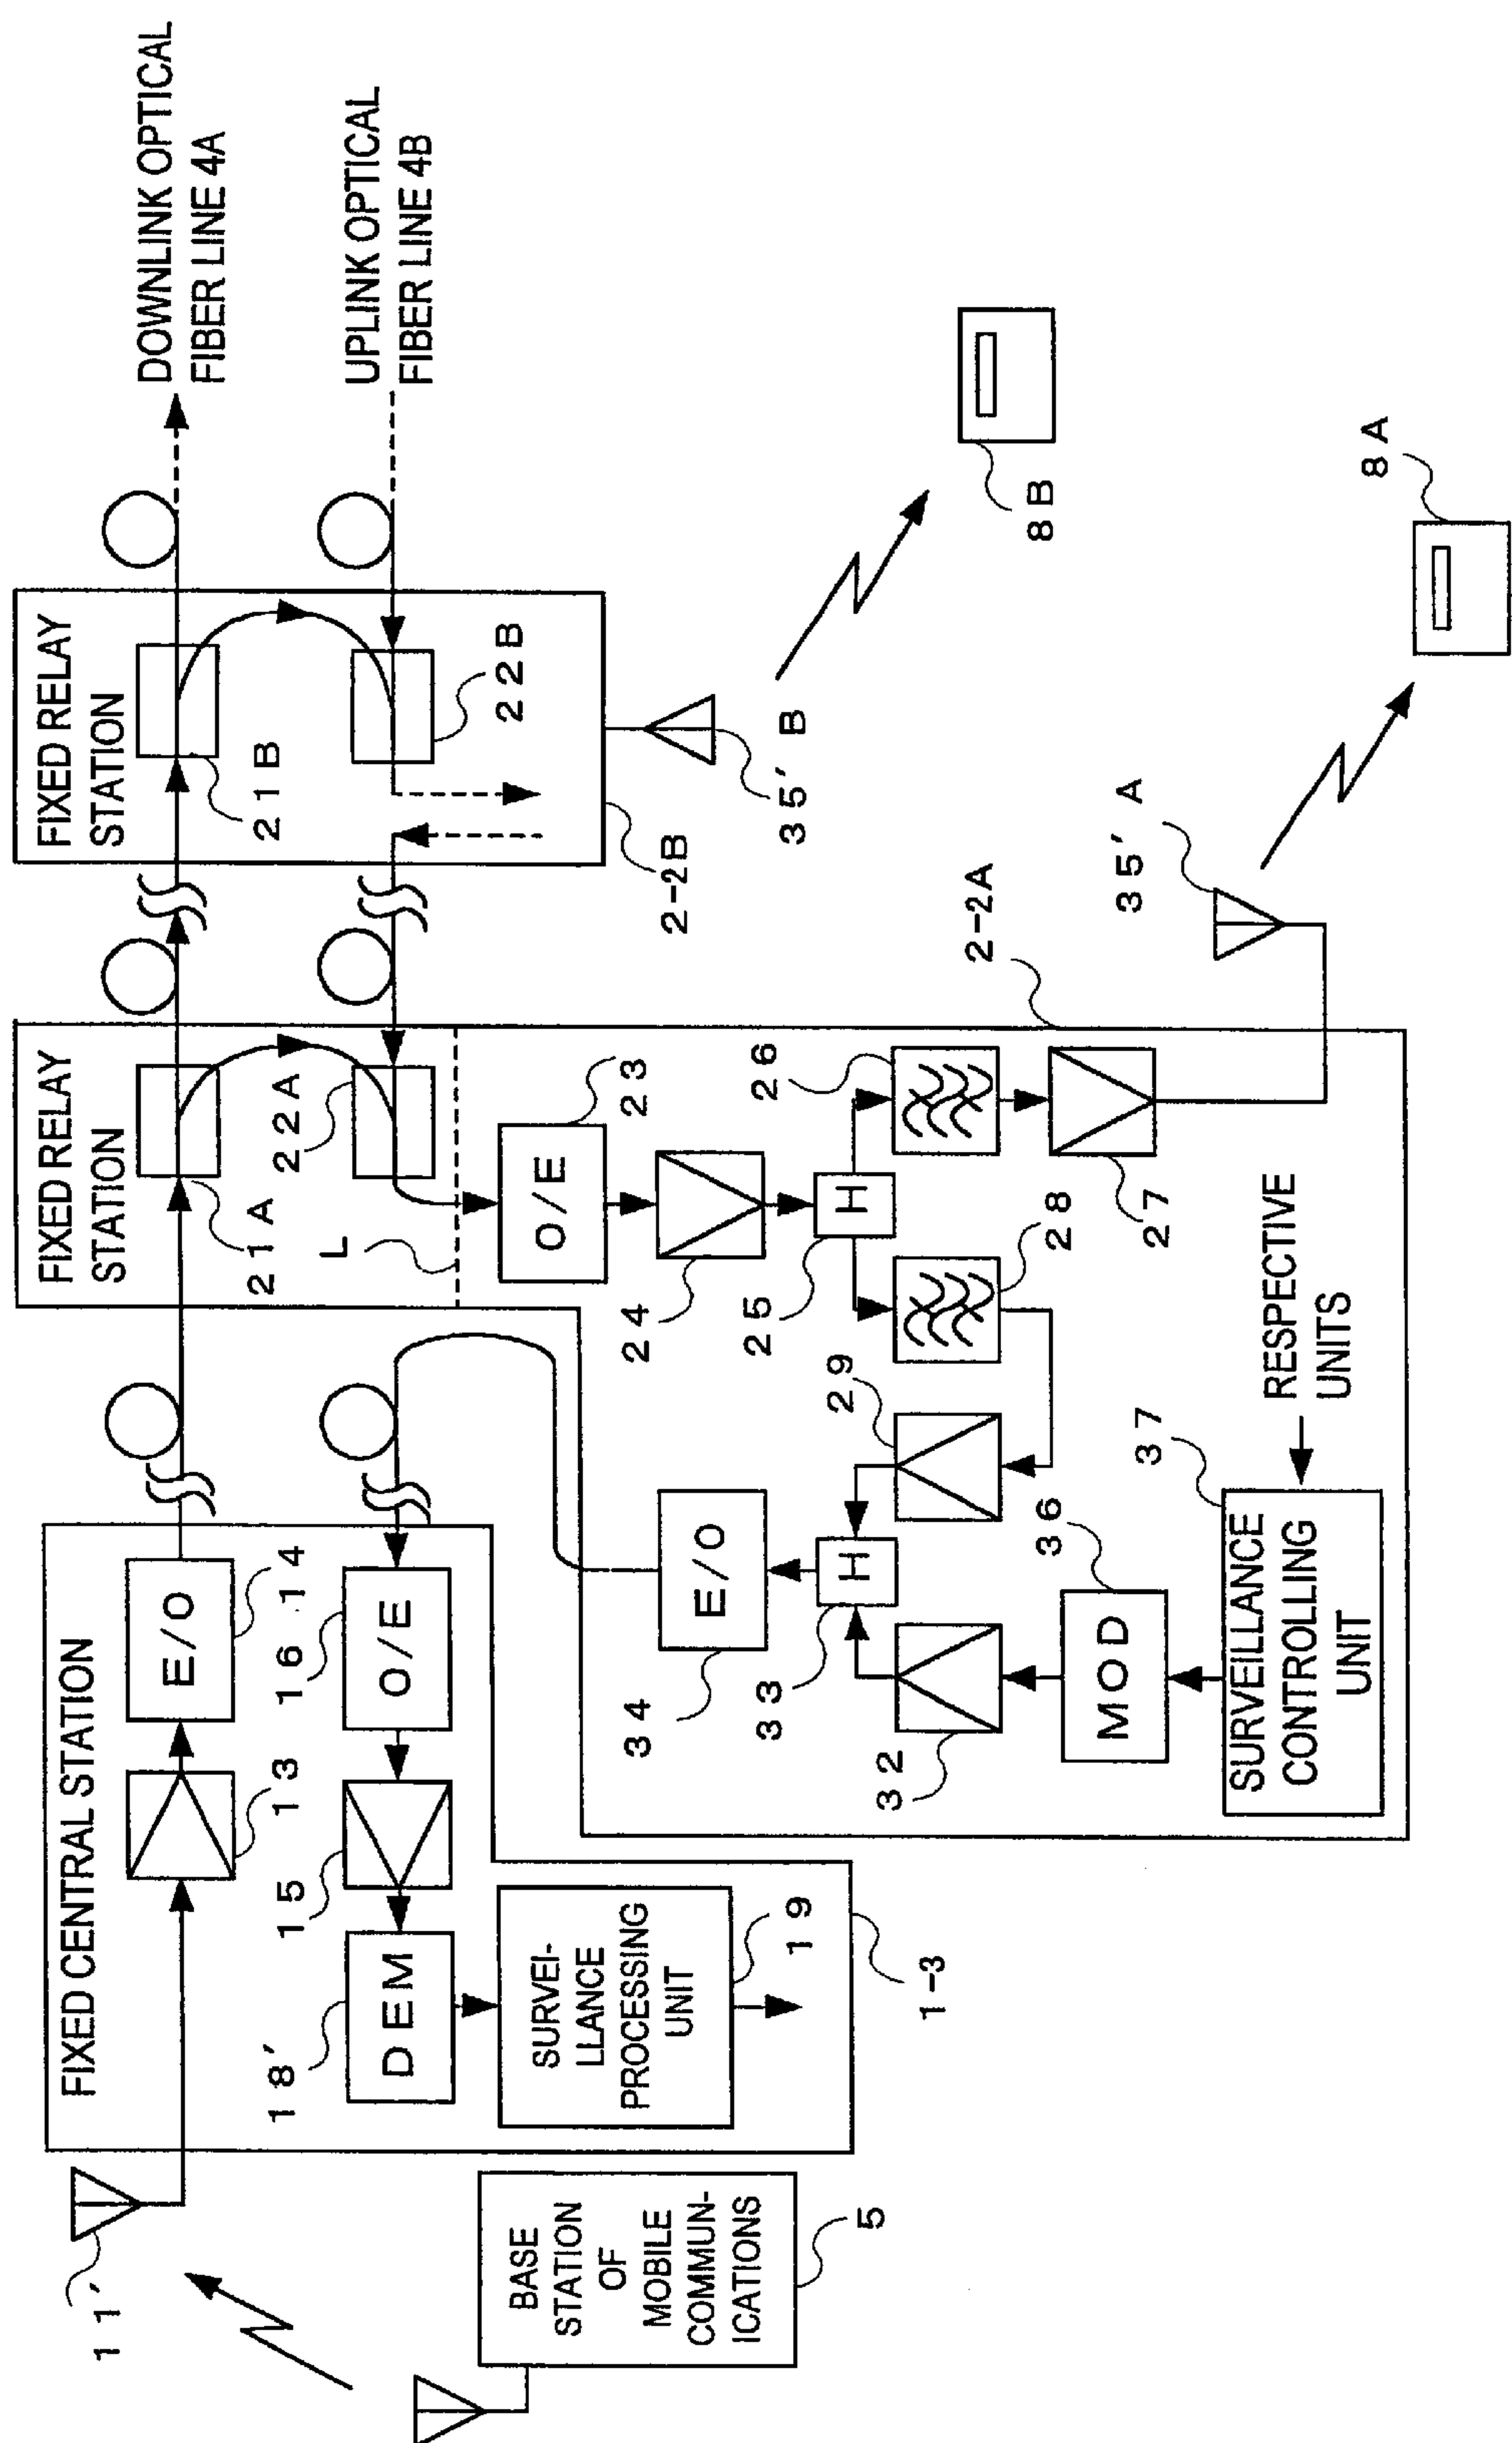 DOWNLINK OPTICAL
FIBER LINE 4A
UPLINK OPTICAL
FIBER LINE 4B
FIXED CENTRAL STATION
FIXED RELAY
STATION
FIXED RELAY
STATION
11'
13
E/O
14
21A
21B
22A
22B
L
O/E
16
15
DEM
18'
SURVEI-
LLANCE
PROCESSING
UNIT
19
1-3
BASE
STATION
OF
MOBILE
COMMUN-
ICATIONS
5
O/E
23
24
H
25
26
27
28
29
H
33
E/O
34
32
MOD
36
SURVEILLANCE
CONTROLLING
UNIT
37
RESPECTIVE
UNITS
2-2A
2-2B
35'A
35'B
8A
8B